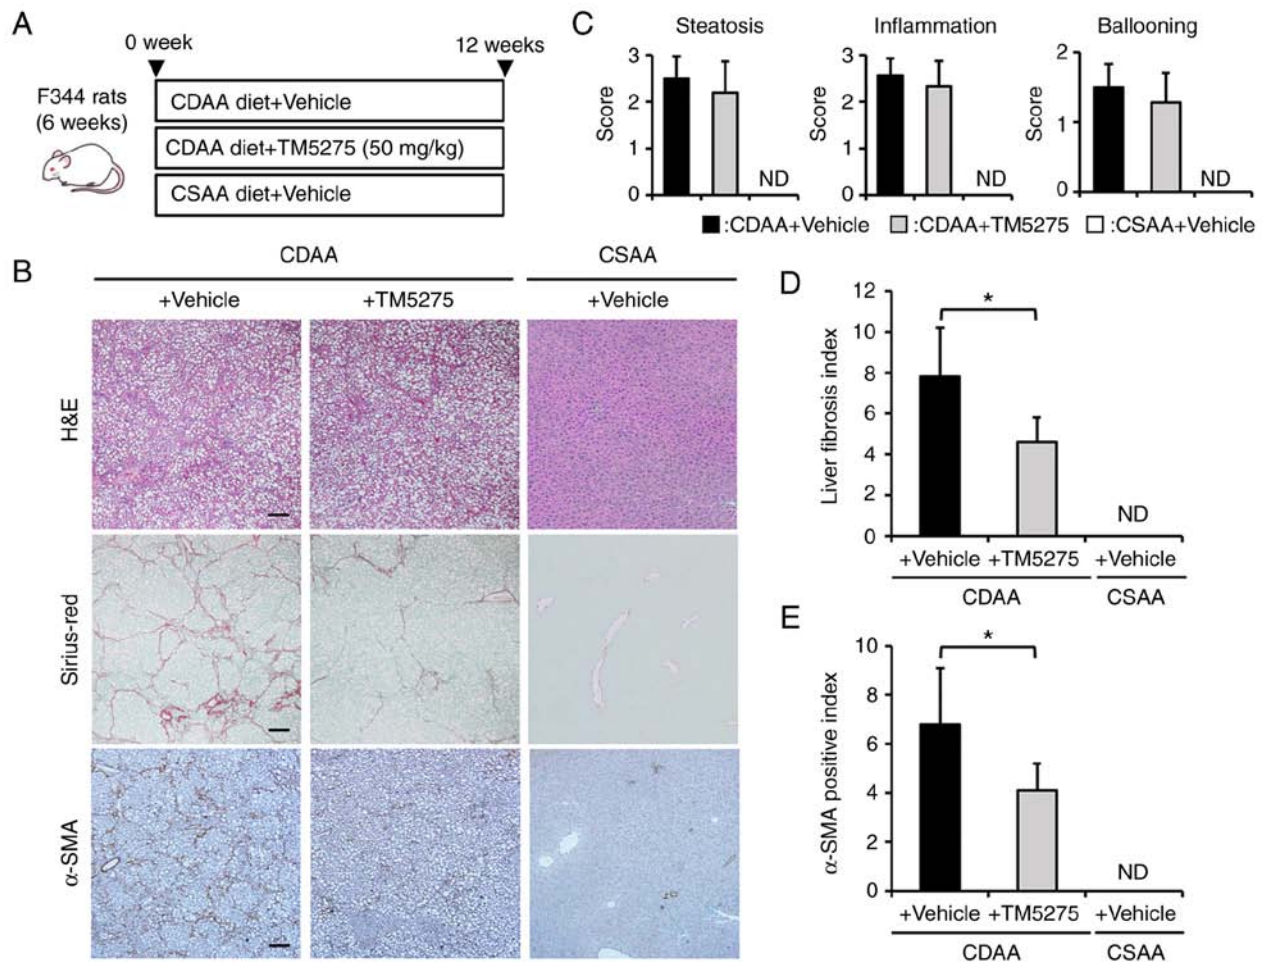 A
0 week
12 weeks
F344 rats
(6 weeks)
CDAA diet+Vehicle
CDAA diet+TM5275 (50 mg/kg)
CSAA diet+Vehicle
B
CDAA
CSAA
+Vehicle
+TM5275
+Vehicle
H&E
Sirius-red
α-SMA
C
Steatosis
Score
3
2
1
0
ND
Inflammation
Score
3
2
1
0
ND
Ballooning
Score
2
1
0
ND
:CDAA+Vehicle
:CDAA+TM5275
:CSAA+Vehicle
D
Liver fibrosis index
12
10
8
6
4
2
0
*
ND
+Vehicle +TM5275 +Vehicle
CDAA CSAA
E
α-SMA positive index
10
8
6
4
2
0
*
ND
+Vehicle +TM5275 +Vehicle
CDAA CSAA